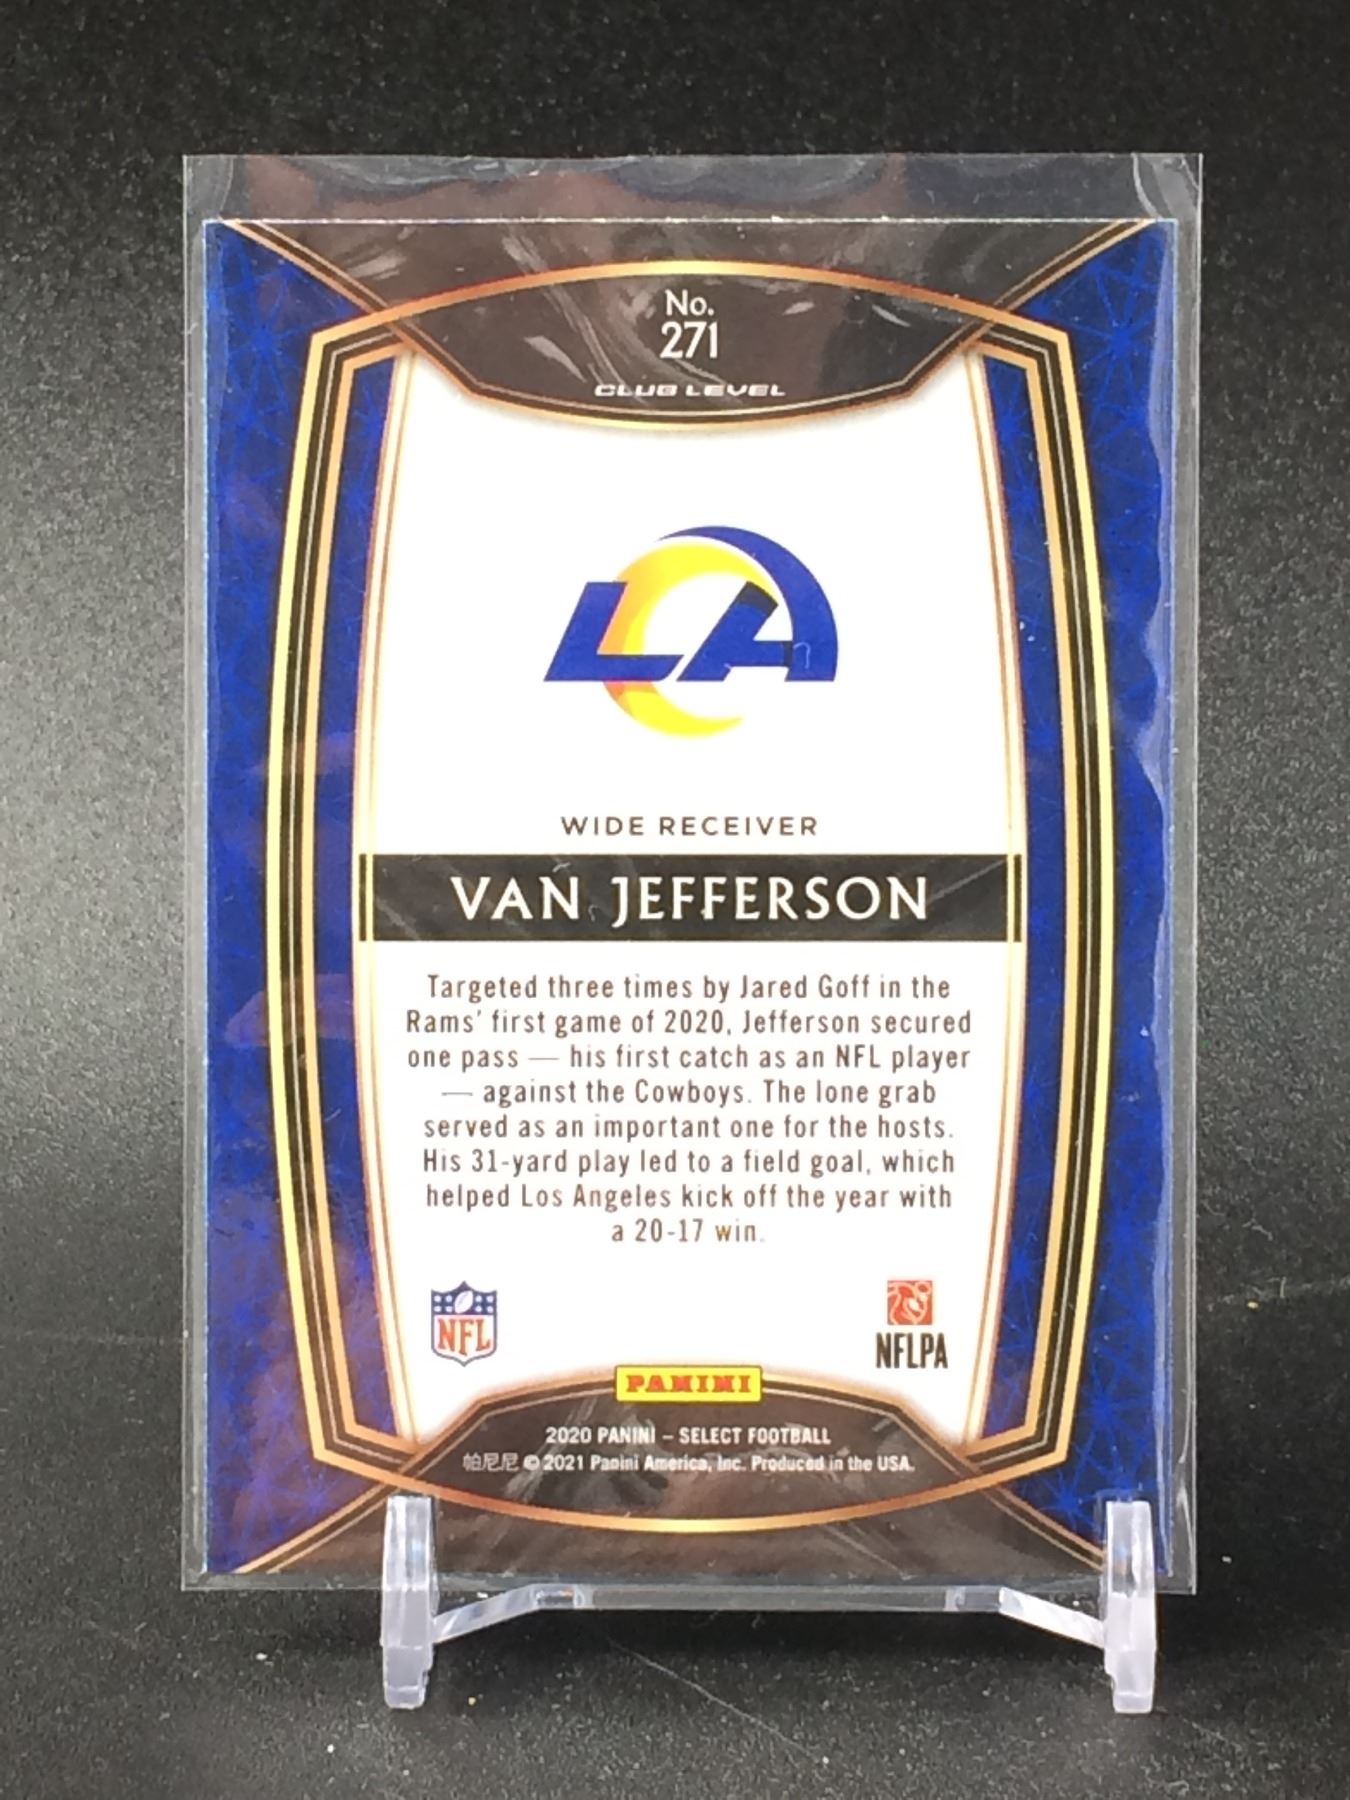 No.
271
CLUB LEVEL
LA
WIDE RECEIVER
VAN JEFFERSON
Targeted three times by Jared Goff in the
Rams' first game of 2020, Jefferson secured
one pass — his first catch as an NFL player
— against the Cowboys. The lone grab
served as an important one for the hosts.
His 31-yard play led to a field goal, which
helped Los Angeles kick off the year with
a 20-17 win.
NFL
NFLPA
PANINI
2020 PANINI – SELECT FOOTBALL
帕尼尼 © 2021 Panini America, Inc. Produced in the USA.